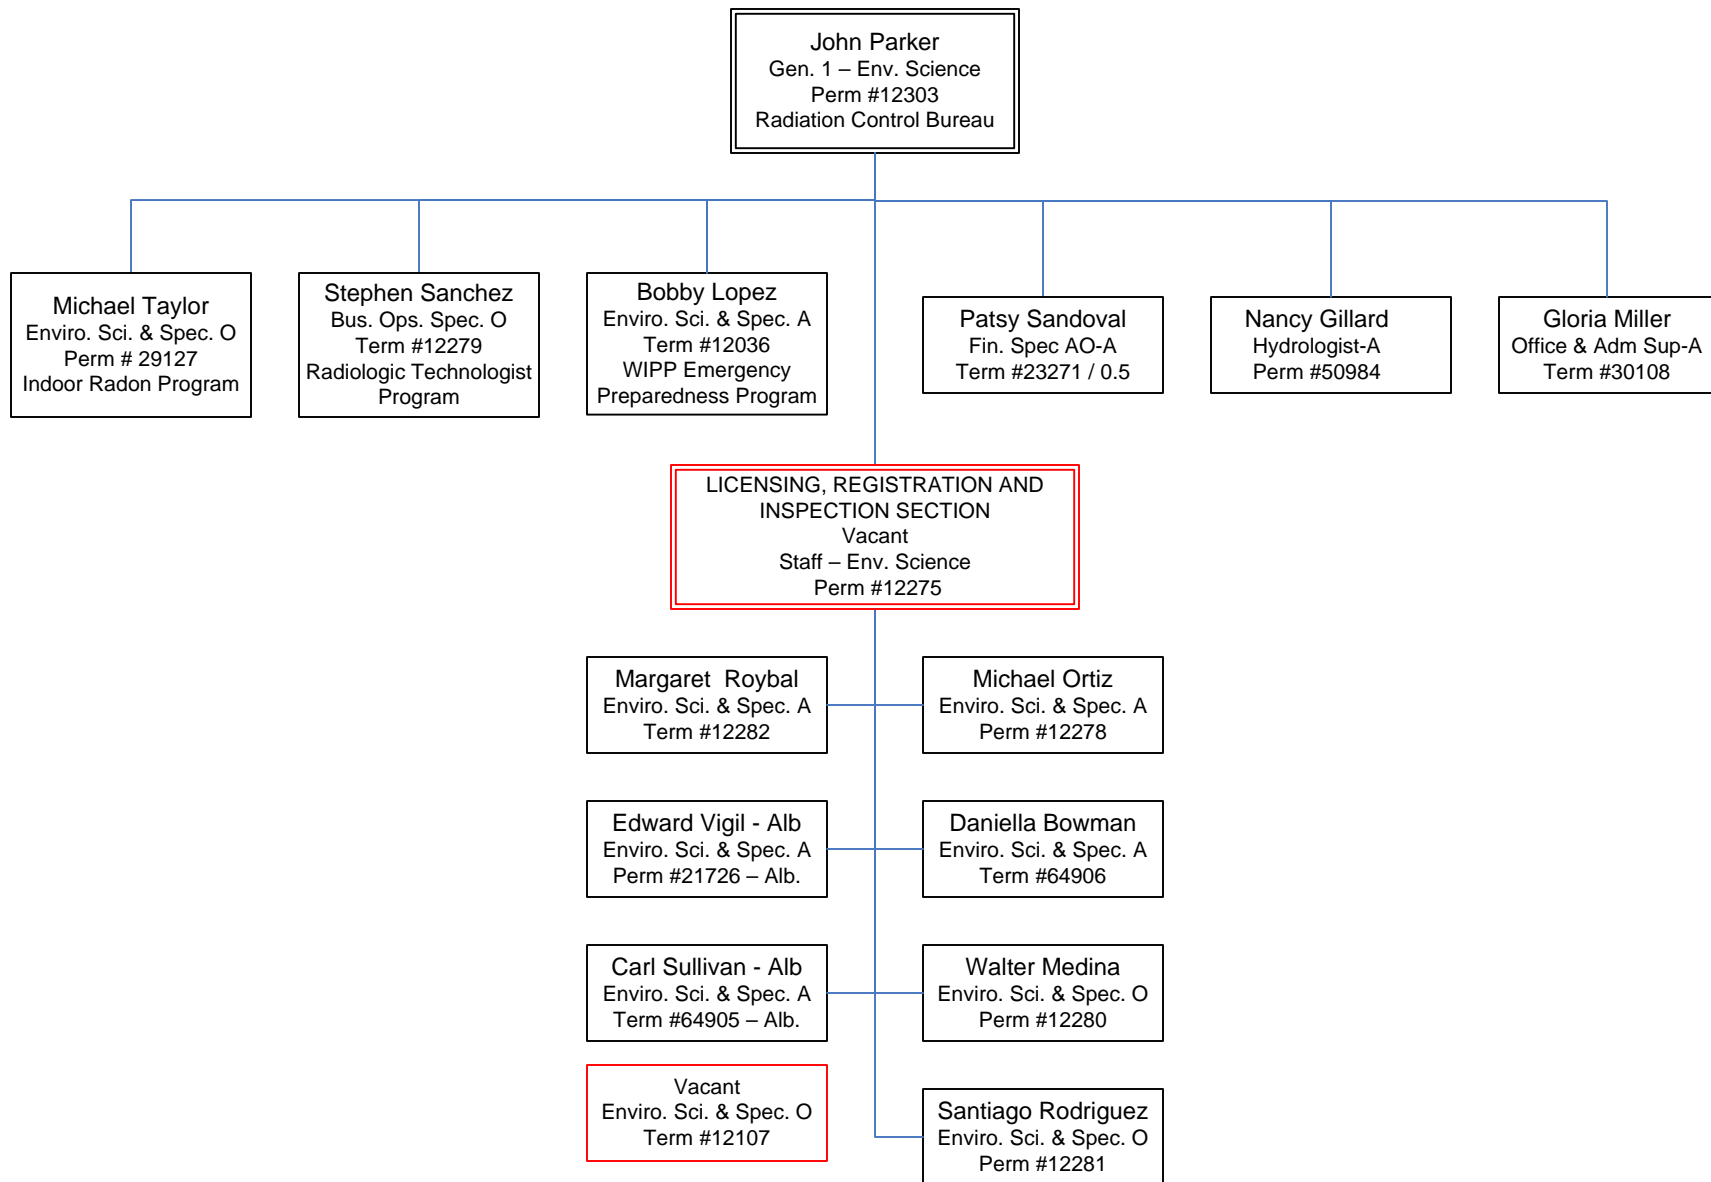 John Parker
Gen. 1 – Env. Science
Perm #12303
Radiation Control Bureau
Michael Taylor
Enviro. Sci. & Spec. O
Perm # 29127
Indoor Radon Program
Stephen Sanchez
Bus. Ops. Spec. O
Term #12279
Radiologic Technologist
Program
Bobby Lopez
Enviro. Sci. & Spec. A
Term #12036
WIPP Emergency
Preparedness Program
Patsy Sandoval
Fin. Spec AO-A
Term #23271 / 0.5
Nancy Gillard
Hydrologist-A
Perm #50984
Gloria Miller
Office & Adm Sup-A
Term #30108
LICENSING, REGISTRATION AND
INSPECTION SECTION
Vacant
Staff – Env. Science
Perm #12275
Margaret  Roybal
Enviro. Sci. & Spec. A
Term #12282
Michael Ortiz
Enviro. Sci. & Spec. A
Perm #12278
Edward Vigil - Alb
Enviro. Sci. & Spec. A
Perm #21726 – Alb.
Daniella Bowman
Enviro. Sci. & Spec. A
Term #64906
Carl Sullivan - Alb
Enviro. Sci. & Spec. A
Term #64905 – Alb.
Walter Medina
Enviro. Sci. & Spec. O
Perm #12280
Vacant
Enviro. Sci. & Spec. O
Term #12107
Santiago Rodriguez
Enviro. Sci. & Spec. O
Perm #12281